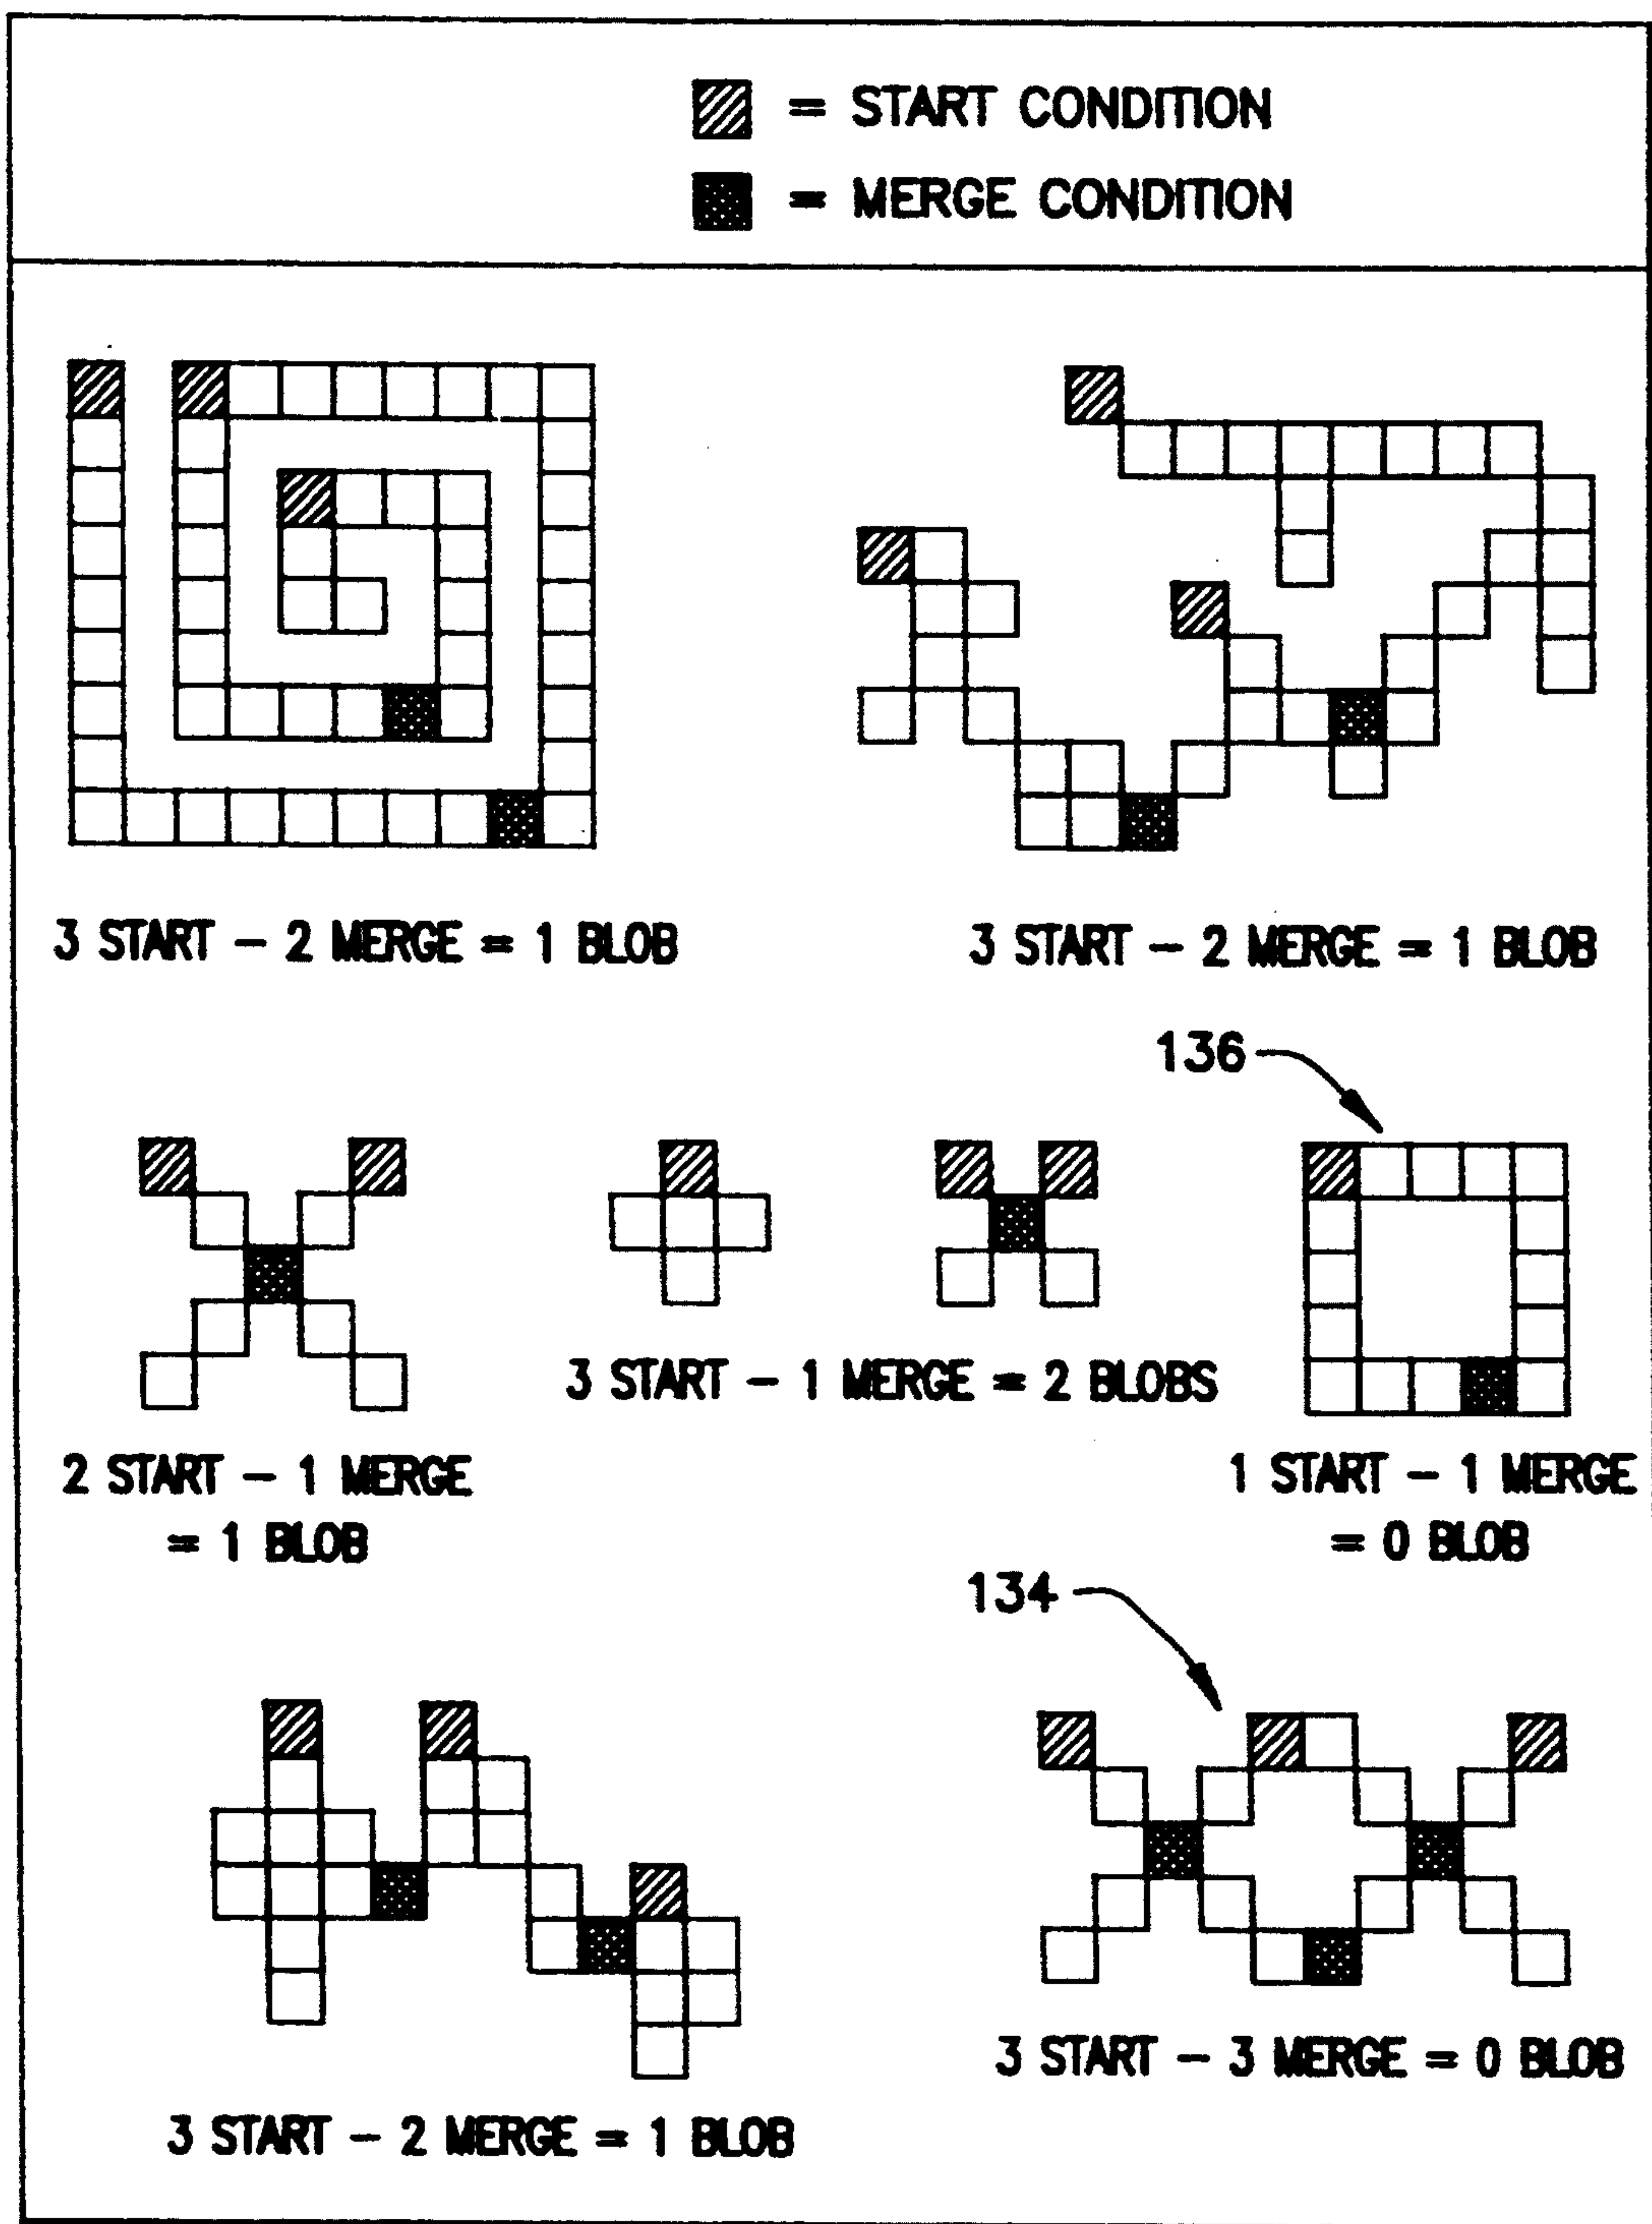 = START CONDITION
= MERGE CONDITION
3 START - 2 MERGE = 1 BLOB
3 START - 2 MERGE = 1 BLOB
136
2 START - 1 MERGE
= 1 BLOB
3 START - 1 MERGE = 2 BLOBS
1 START - 1 MERGE
= 0 BLOB
134
3 START - 2 MERGE = 1 BLOB
3 START - 3 MERGE = 0 BLOB